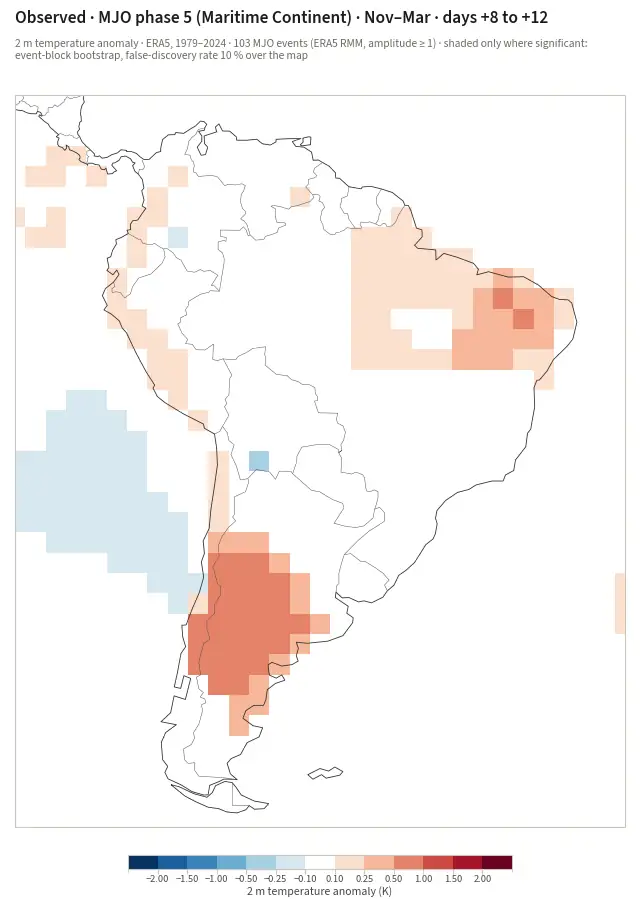 Observed · MJO phase 5 (Maritime Continent) · Nov–Mar · days +8 to +12
2 m temperature anomaly · ERA5, 1979–2024 · 103 MJO events (ERA5 RMM, amplitude ≥ 1) · shaded only where significant:
event-block bootstrap, false-discovery rate 10 % over the map
−2.00 −1.50 −1.00 −0.50 −0.25 −0.10 0.10 0.25 0.50 1.00 1.50 2.00
2 m temperature anomaly (K)